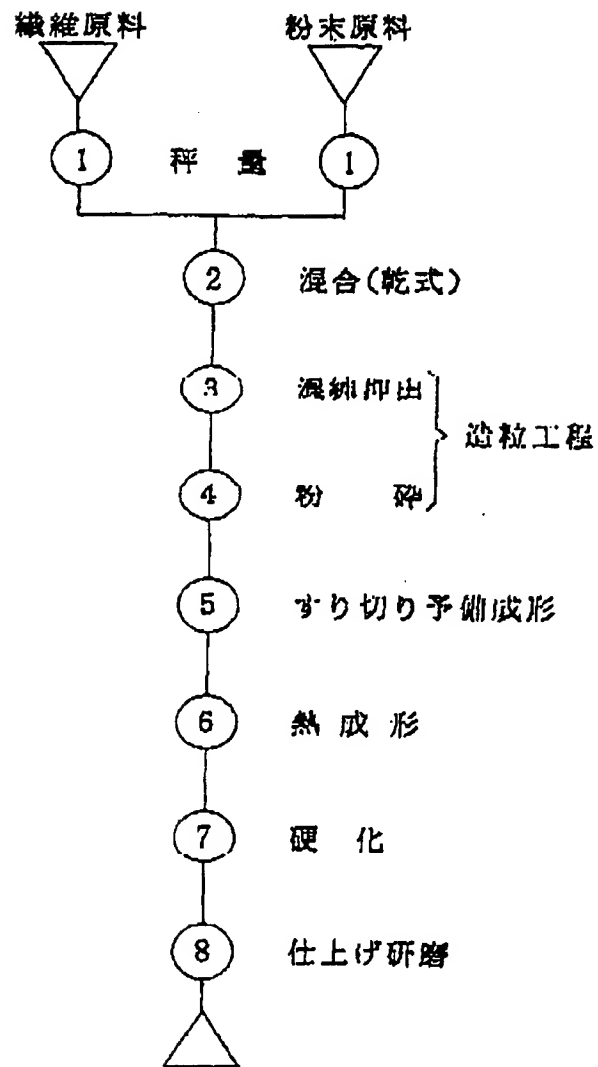 繊維原料 粉末原料
1 秤量 1
2 混合(乾式)
3 混練押出
造粒工程
4 粉砕
5 すり切り予備成形
6 熱成形
7 硬化
8 仕上げ研磨